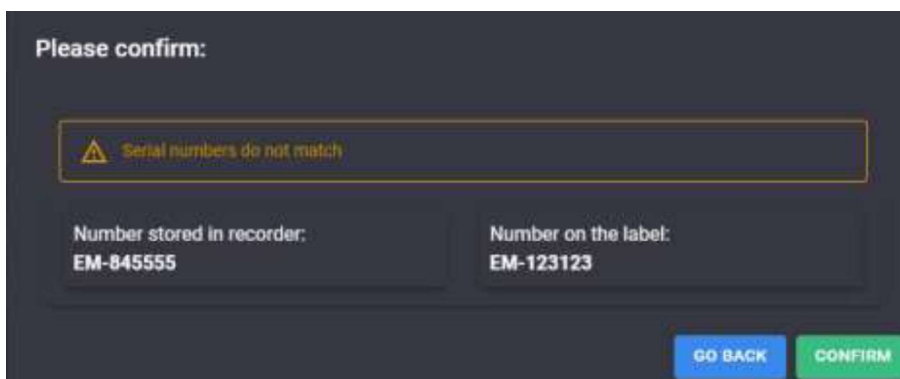 Please confirm:
Serial numbers do not match
Number stored in recorder:
EM-845555
Number on the label:
EM-123123
GO BACK
CONFIRM